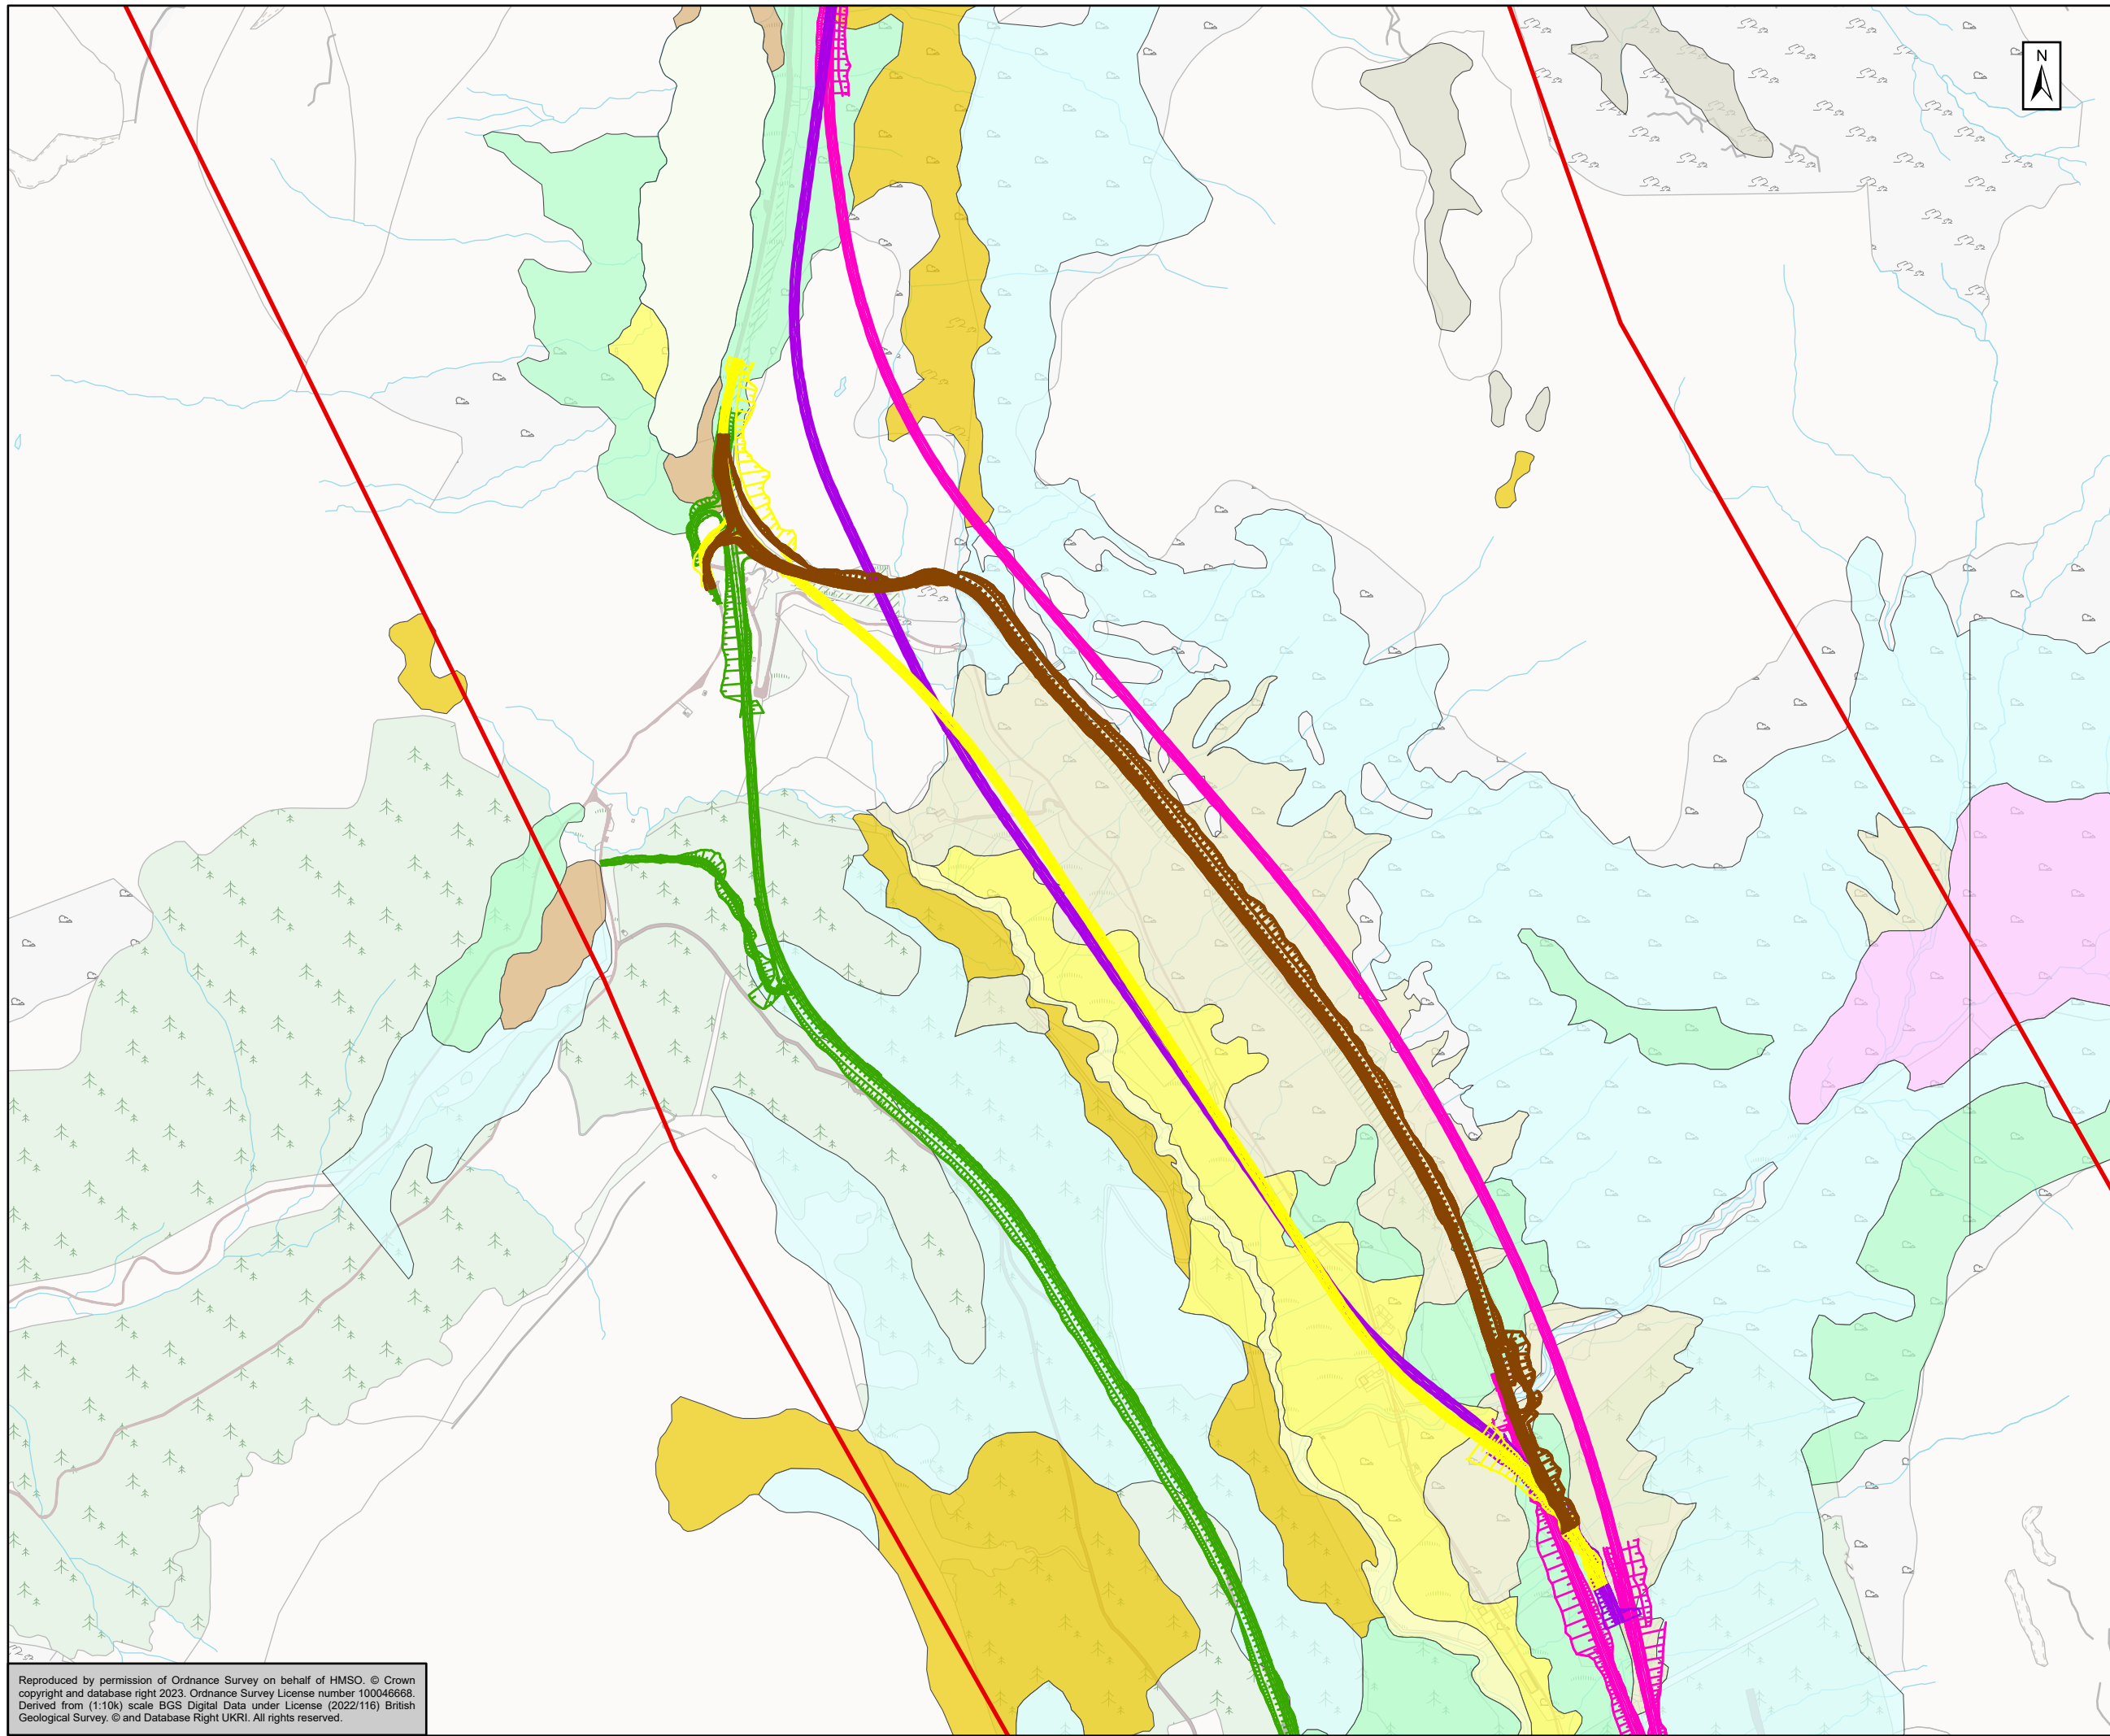 N
Reproduced by permission of Ordnance Survey on behalf of HMSO. © Crown
copyright and database right 2023. Ordnance Survey License number 100046668.
Derived from (1:10k) scale BGS Digital Data under License (2022/116) British
Geological Survey. © and Database Right UKRI. All rights reserved.